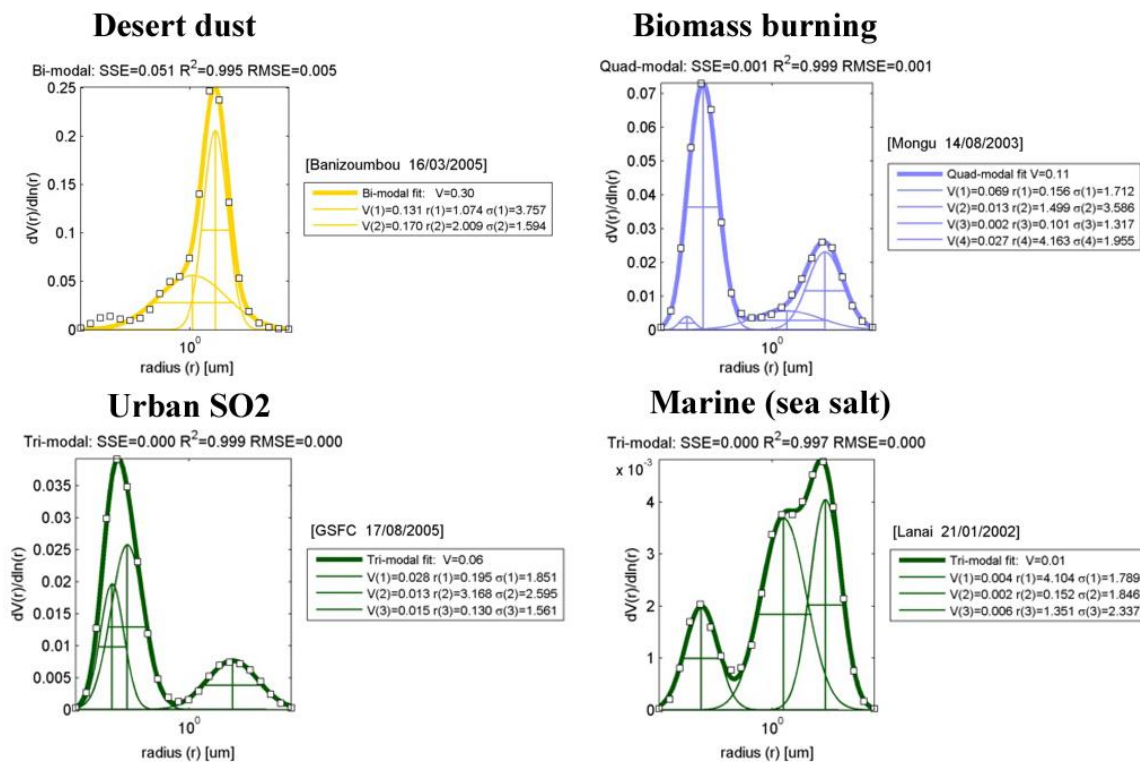 Desert dust
Bi-modal: SSE=0.051 R²=0.995 RMSE=0.005
0.25
0.2
0.15
0.1
0.05
0
dV(r)/dln(r)
10⁰
radius (r) [um]
[Banizoumbou 16/03/2005]
Bi-modal fit: V=0.30
V(1)=0.131 r(1)=1.074 σ(1)=3.757
V(2)=0.170 r(2)=2.009 σ(2)=1.594
Biomass burning
Quad-modal: SSE=0.001 R²=0.999 RMSE=0.001
0.07
0.06
0.05
0.04
0.03
0.02
0.01
0
dV(r)/dln(r)
10⁰
radius (r) [um]
[Mongu 14/08/2003]
Quad-modal fit V=0.11
V(1)=0.069 r(1)=0.156 σ(1)=1.712
V(2)=0.013 r(2)=1.499 σ(2)=3.586
V(3)=0.002 r(3)=0.101 σ(3)=1.317
V(4)=0.027 r(4)=4.163 σ(4)=1.955
Urban SO2
Tri-modal: SSE=0.000 R²=0.999 RMSE=0.000
0.035
0.03
0.025
0.02
0.015
0.01
0.005
0
dV(r)/dln(r)
10⁰
radius (r) [um]
[GSFC 17/08/2005]
Tri-modal fit: V=0.06
V(1)=0.028 r(1)=0.195 σ(1)=1.851
V(2)=0.013 r(2)=3.168 σ(2)=2.595
V(3)=0.015 r(3)=0.130 σ(3)=1.561
Marine (sea salt)
Tri-modal: SSE=0.000 R²=0.997 RMSE=0.000
x 10⁻³
4
3
2
1
0
dV(r)/dln(r)
10⁰
radius (r) [um]
[Lanai 21/01/2002]
Tri-modal fit: V=0.01
V(1)=0.004 r(1)=4.104 σ(1)=1.789
V(2)=0.002 r(2)=0.152 σ(2)=1.846
V(3)=0.006 r(3)=1.351 σ(3)=2.337